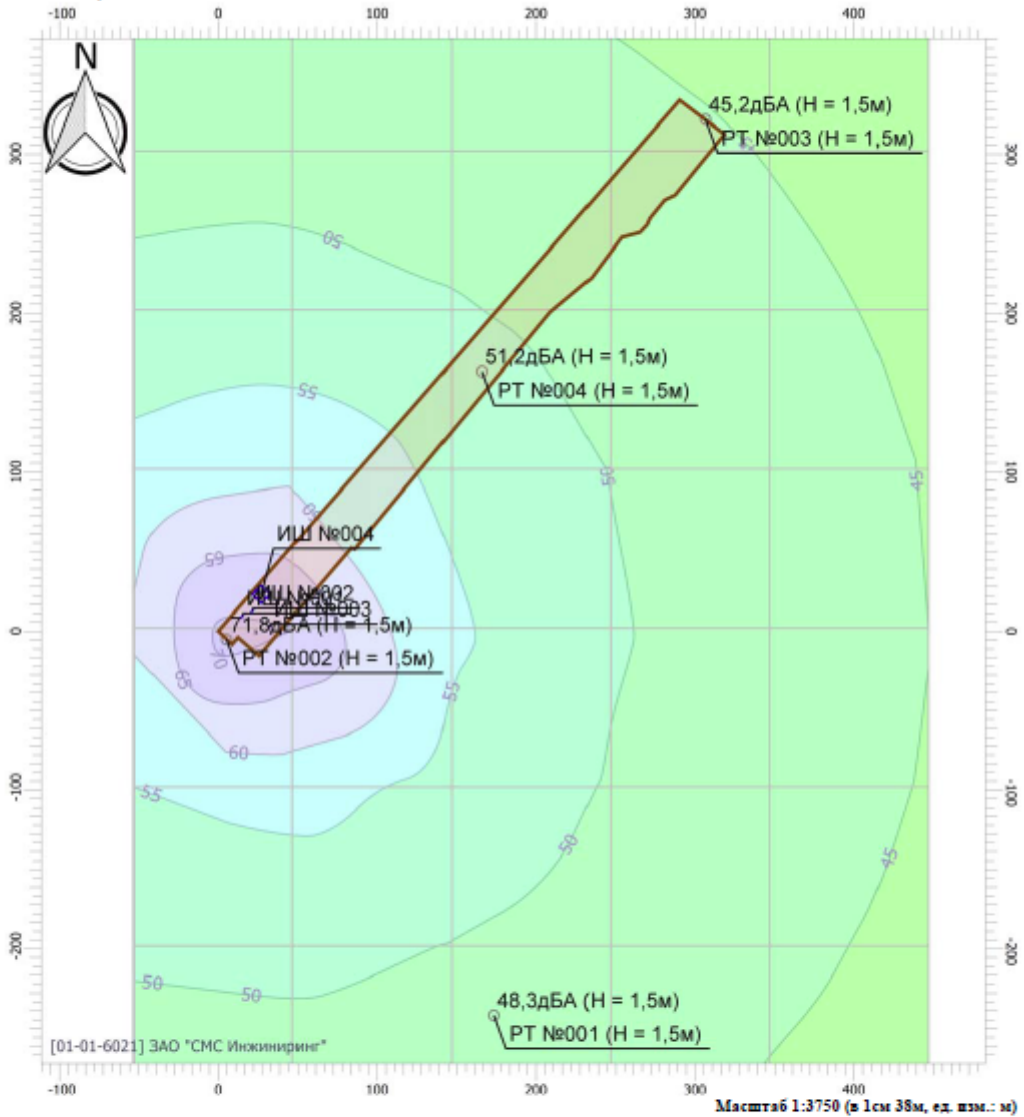 -100 0 100 200 300 400
N
45,2дБА (H = 1,5м)
РТ №003 (H = 1,5м)
300 300
50
200 200
51,2дБА (H = 1,5м)
РТ №004 (H = 1,5м)
55
100 50 45 100
60
ИШ №004
65
ИШ №002
ИШ №003
71,8дБА (H = 1,5м)
0 0
РТ №002 (H = 1,5м)
70
65
55
60
55
-100 -100
50
45
-200 -200
50
50
48,3дБА (H = 1,5м)
РТ №001 (H = 1,5м)
[01-01-6021] ЗАО "СМС Инжиниринг"
-100 0 100 200 300 400
Масштаб 1:3750 (в 1см 38м, ед. изм.: м)